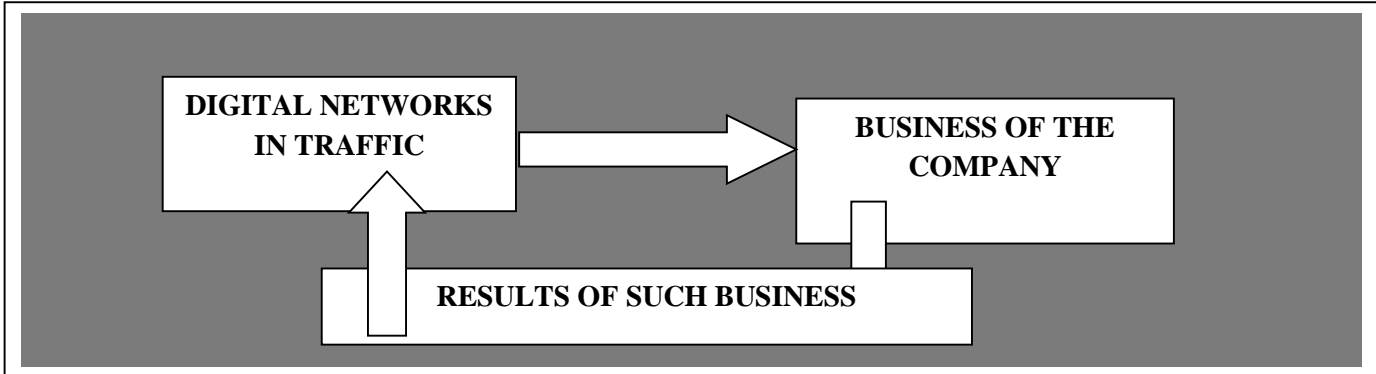 DIGITAL NETWORKS
IN TRAFFIC
BUSINESS OF THE
COMPANY
RESULTS OF SUCH BUSINESS